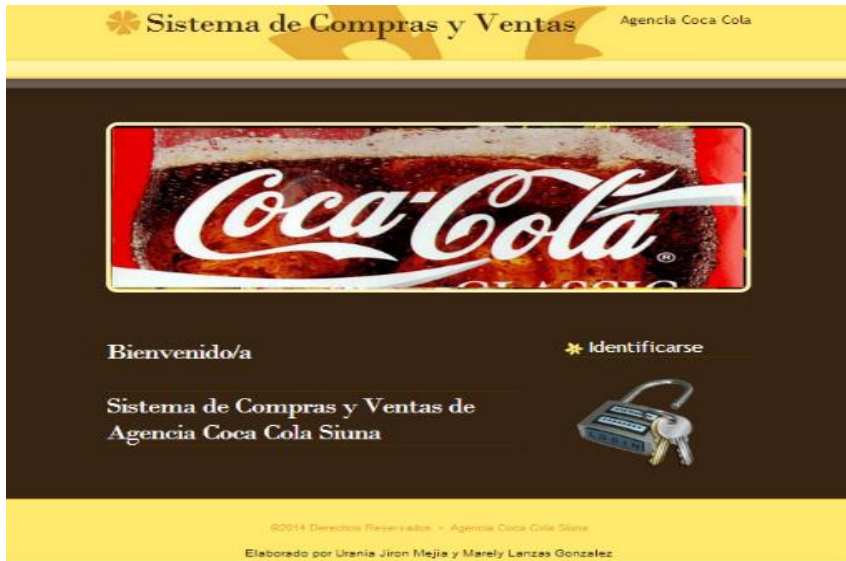 Sistema de Compras y Ventas
Agencia Coca Cola
Coca-Cola
®
CLASSIC
Bienvenido/a
Identificarse
Sistema de Compras y Ventas de
Agencia Coca Cola Siuna
LOGIN
©2014 Derechos Reservados • Agencia Coca Cola Siuna
Elaborado por Urania Jiron Mejia y Marely Lanzas Gonzalez